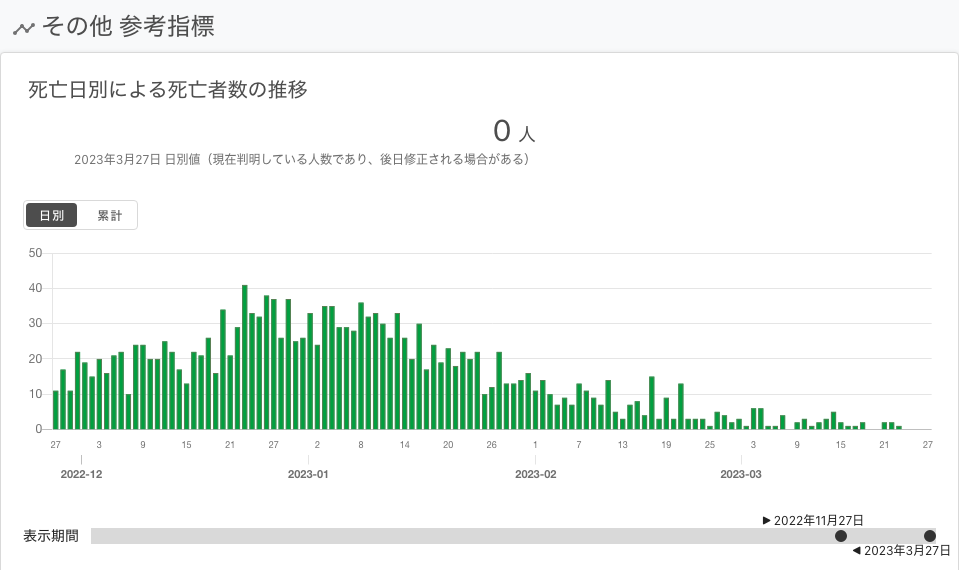 その他 参考指標
死亡日別による死亡者数の推移
0 人
2023年3月27日 日別値（現在判明している人数であり、後日修正される場合がある）
日別 累計
50
40
30
20
10
0
27 3 9 15 21 27 2 8 14 20 26 1 7 13 19 25 3 9 15 21 27
2022-12 2023-01 2023-02 2023-03
▶ 2022年11月27日
表示期間
◀ 2023年3月27日